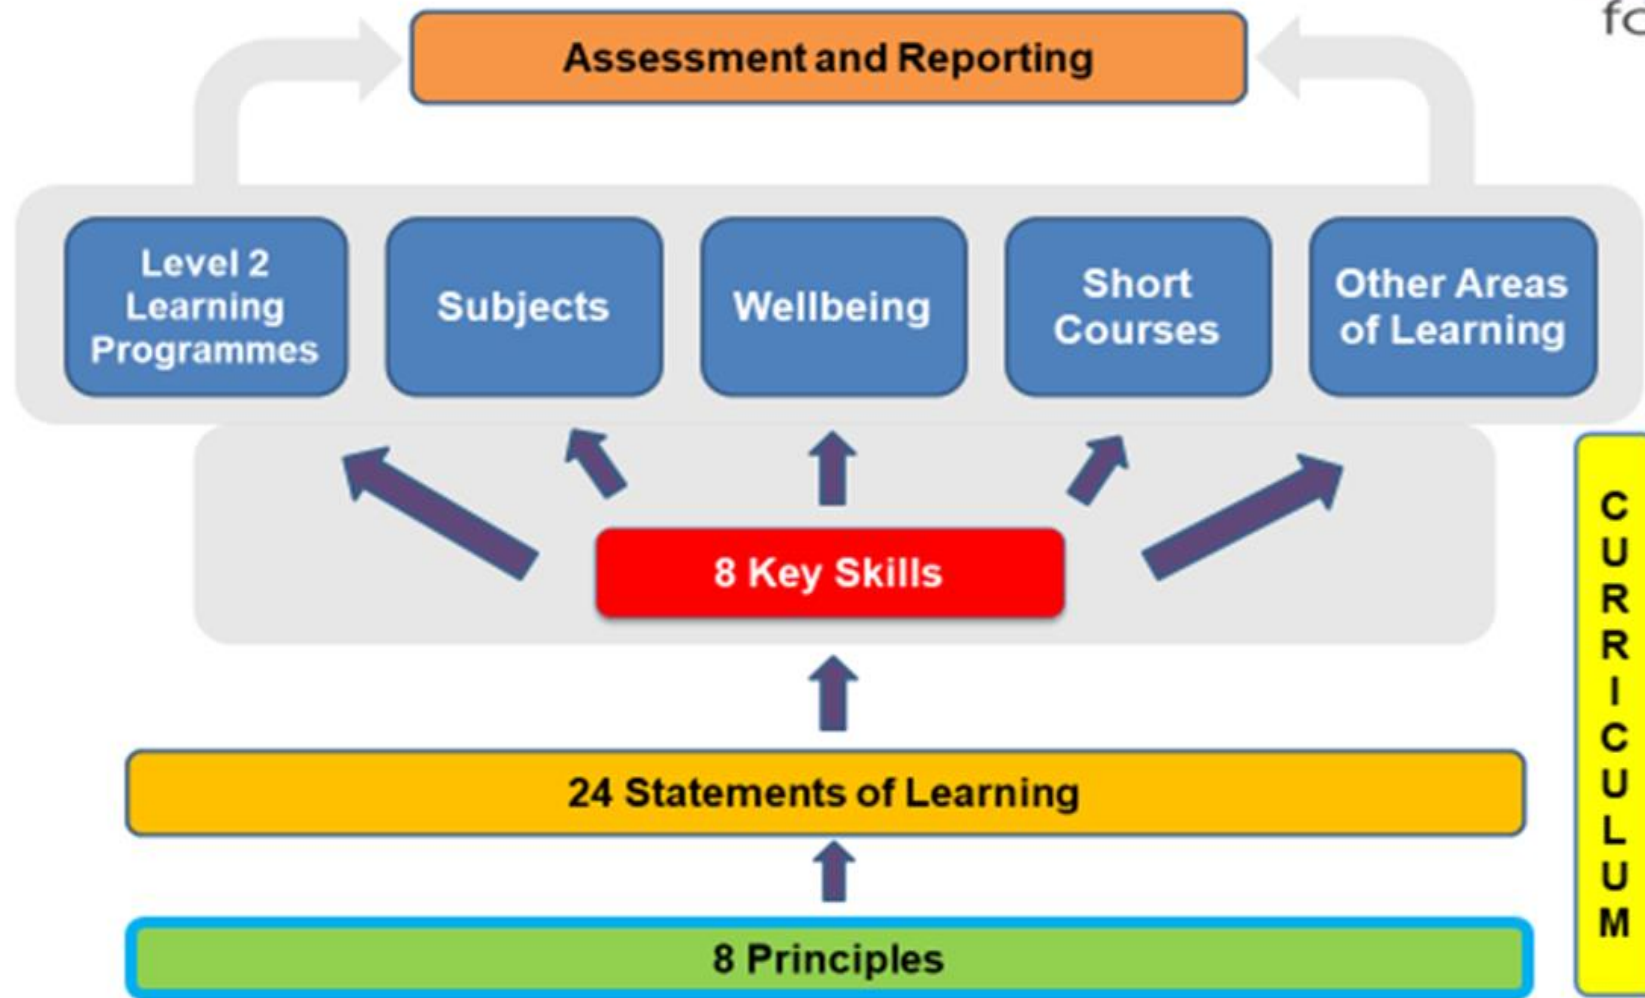 Assessment and Reporting
Level 2
Learning
Programmes
Subjects
Wellbeing
Short
Courses
Other Areas
of Learning
8 Key Skills
24 Statements of Learning
8 Principles
CURRICULUM